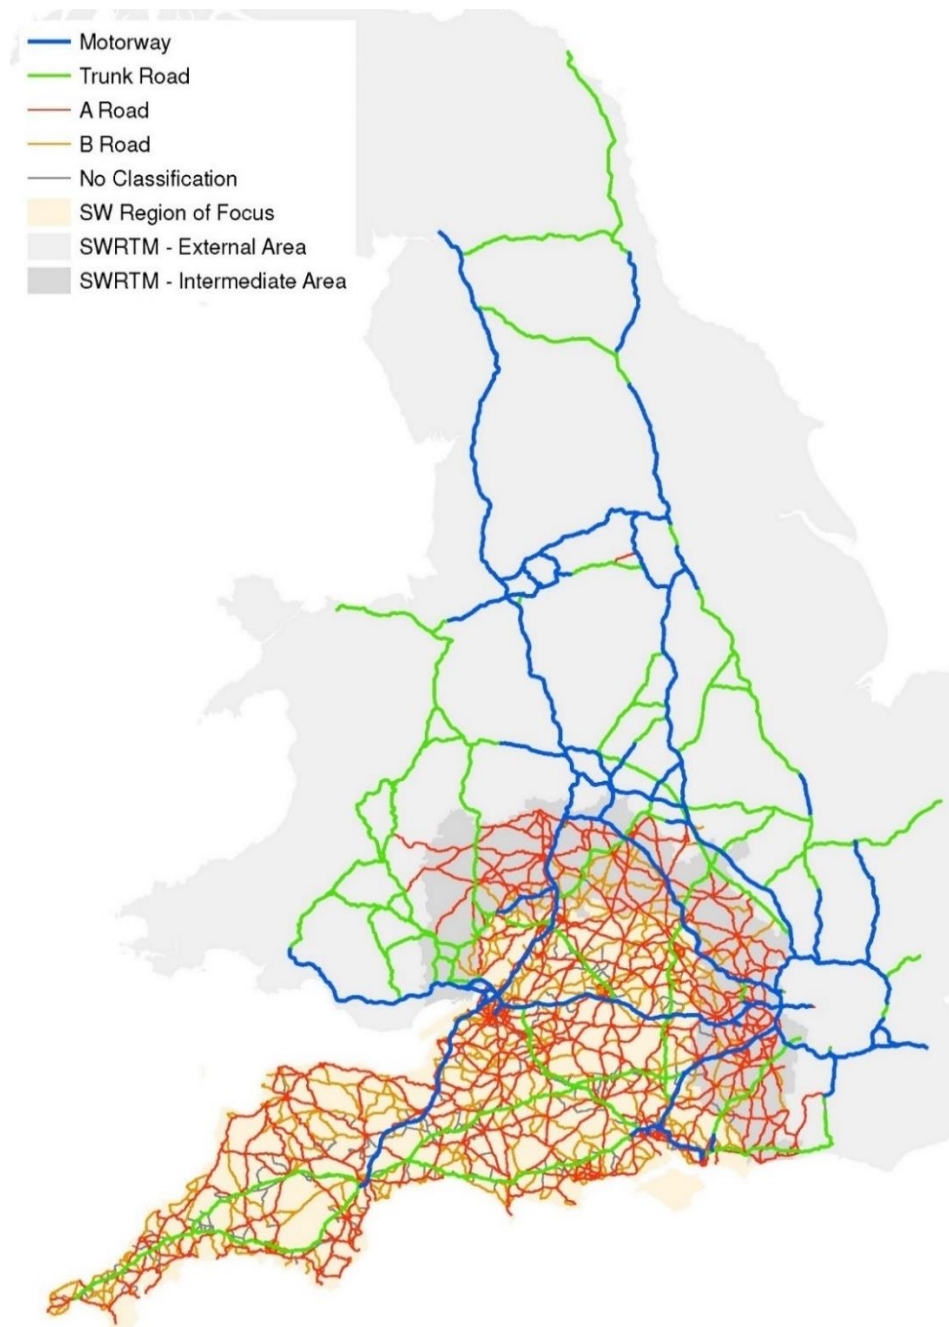 Motorway
Trunk Road
A Road
B Road
No Classification
SW Region of Focus
SWRTM - External Area
SWRTM - Intermediate Area